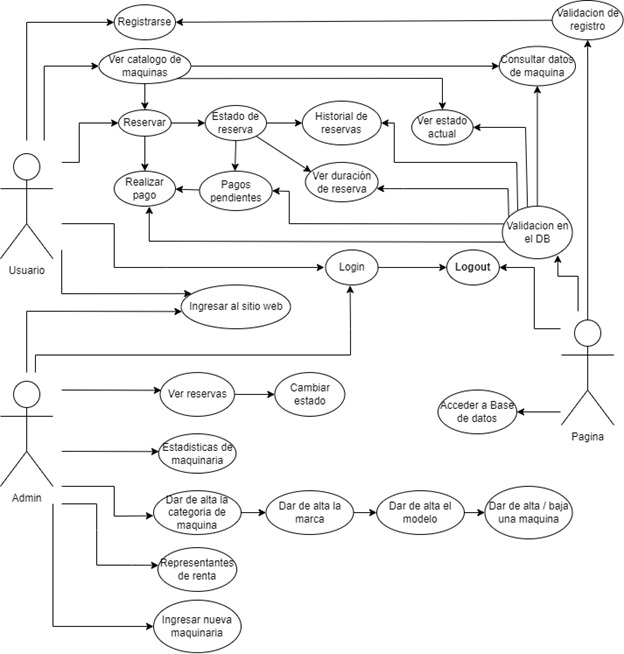 Registrarse
Validacion de
registro
Ver catalogo de
maquinas
Consultar datos
de maquina
Reservar
Estado de
reserva
Historial de
reservas
Ver estado
actual
Realizar
pago
Pagos
pendientes
Ver duración
de reserva
Validacion en
el DB
Usuario
Login
Logout
Ingresar al sitio web
Ver reservas
Cambiar
estado
Acceder a Base
de datos
Pagina
Estadisticas de
maquinaria
Admin
Dar de alta la
categoria de
maquina
Dar de alta la
marca
Dar de alta el
modelo
Dar de alta / baja
una maquina
Representantes
de renta
Ingresar nueva
maquinaria